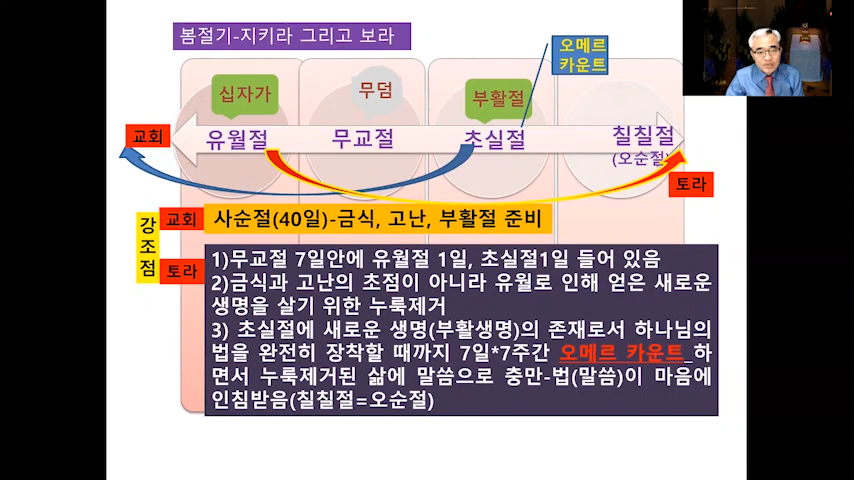 봄절기-지키라 그리고 보라
오메르
카운트
십자가
무덤
부활절
교회
유월절
무교절
초실절
칠칠절
(오순절)
토라
강조점
교회
사순절(40일)-금식, 고난, 부활절 준비
토라
1)무교절 7일안에 유월절 1일, 초실절1일 들어 있음
2)금식과 고난의 초점이 아니라 유월로 인해 얻은 새로운
생명을 살기 위한 누룩제거
3) 초실절에 새로운 생명(부활생명)의 존재로서 하나님의
법을 완전히 장착할 때까지 7일*7주간 오메르 카운트 하
면서 누룩제거된 삶에 말씀으로 충만-법(말씀)이 마음에
인침받음(칠칠절=오순절)